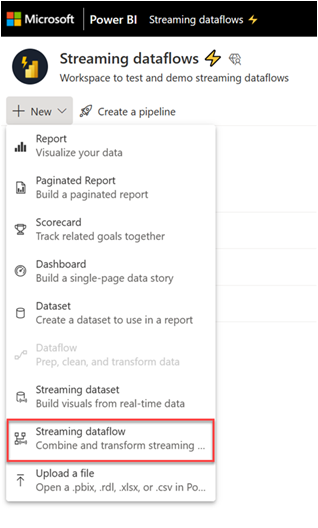 Microsoft Power BI Streaming dataflows⚡
Streaming dataflows⚡
Workspace to test and demo streaming dataflows
New Create a pipeline
Report
Visualize your data
Paginated Report
Build a paginated report
Scorecard
Track related goals together
Dashboard
Build a single-page data story
Dataset
Create a dataset to use in a report
Dataflow
Prep, clean, and transform data
Streaming dataset
Build visuals from real-time data
Streaming dataflow
Combine and transform streaming ...
Upload a file
Open a .pbix, .rdl, .xlsx, or .csv in Po...